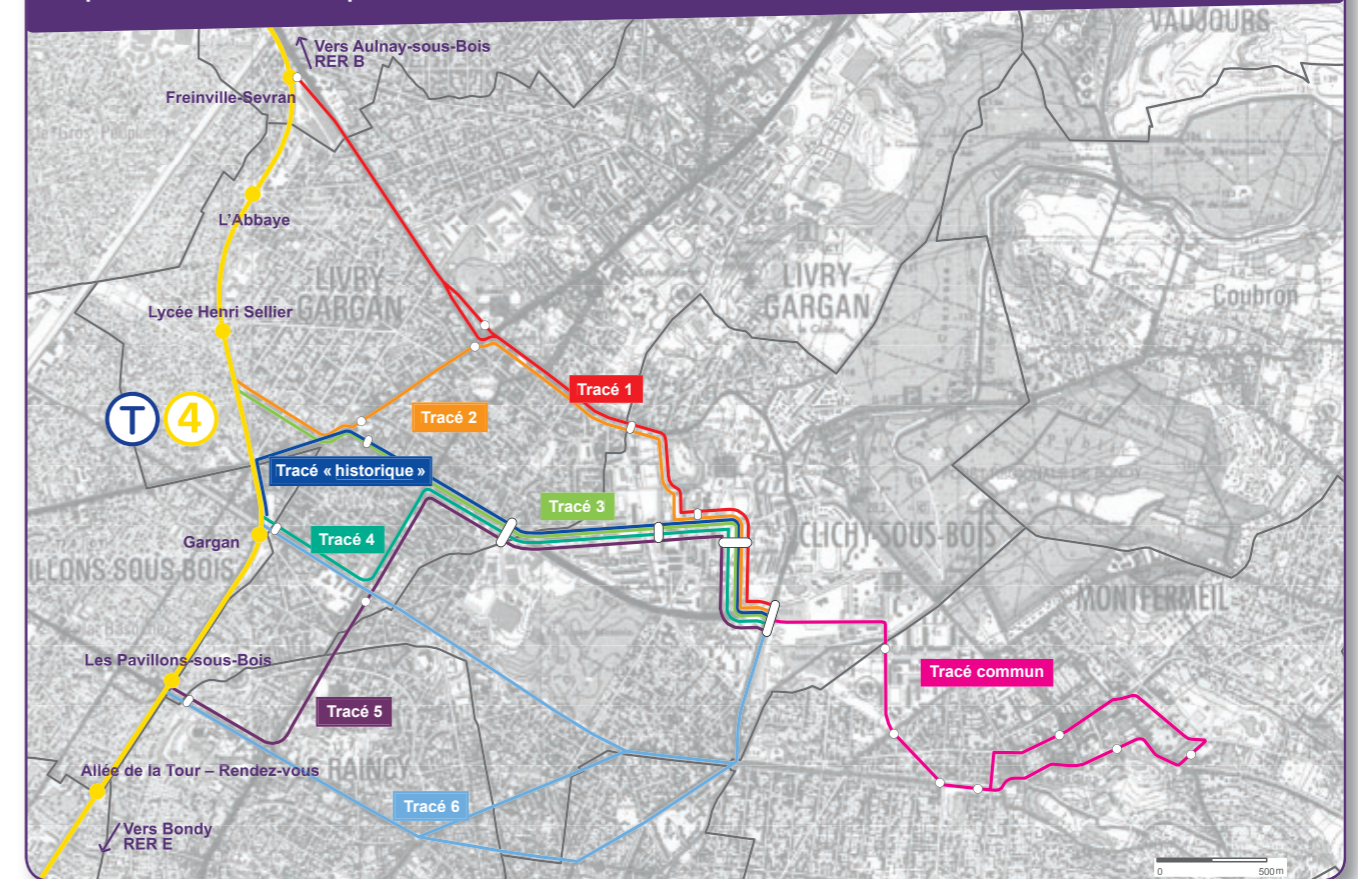 VAUJOURS
Vers Aulnay-sous-Bois
RER B
Freinville-Sevran
L'Abbaye
LIVRY-
GARGAN
LIVRY-
GARGAN
Coubron
Lycée Henri Sellier
Tracé 1
T 4
Tracé 2
Tracé « historique »
Tracé 3
Gargan
Tracé 4
CLICHY-SOUS-BOIS
ILLONS-SOUS-BOIS
MONTFERMEIL
Les Pavillons-sous-Bois
Tracé commun
Tracé 5
Allée de la Tour – Rendez-vous
RAINCY
Tracé 6
Vers Bondy
RER E
0 500 m